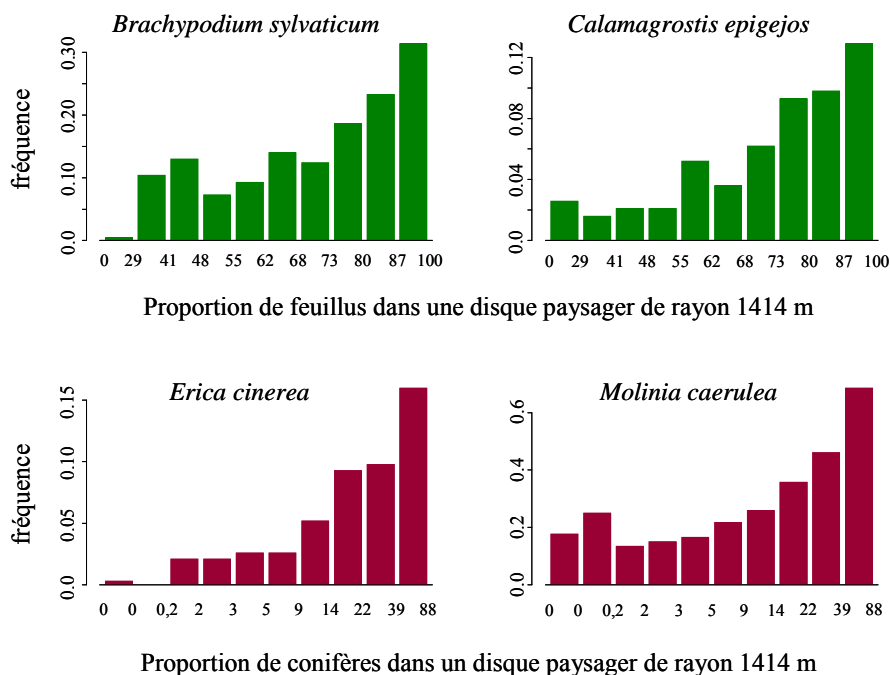 Brachypodium sylvaticum
Calamagrostis epigejos
fréquence
0.0 0.10 0.20 0.30
0.0 0.04 0.08 0.12
0 29 41 48 55 62 68 73 80 87 100
0 29 41 48 55 62 68 73 80 87 100
Proportion de feuillus dans une disque paysager de rayon 1414 m
Erica cinerea
Molinia caerulea
fréquence
0.0 0.05 0.15
0.0 0.2 0.4 0.6
0 0 0,2 2 3 5 9 14 22 39 88
0 0 0,2 2 3 5 9 14 22 39 88
Proportion de conifères dans un disque paysager de rayon 1414 m